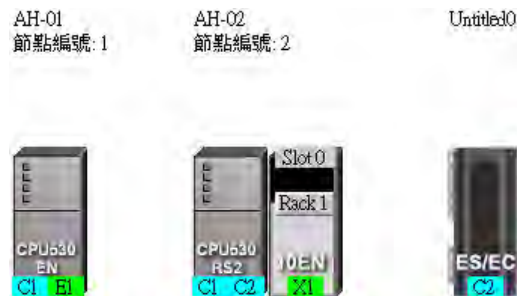 AH-01
節點編號: 1
AH-02
節點編號: 2
Untitled0
CPU530
EN
C1 E1
CPU530
RS2
C1 C2
Slot 0
Rack 1
10EN
X1
ES/EC
C2